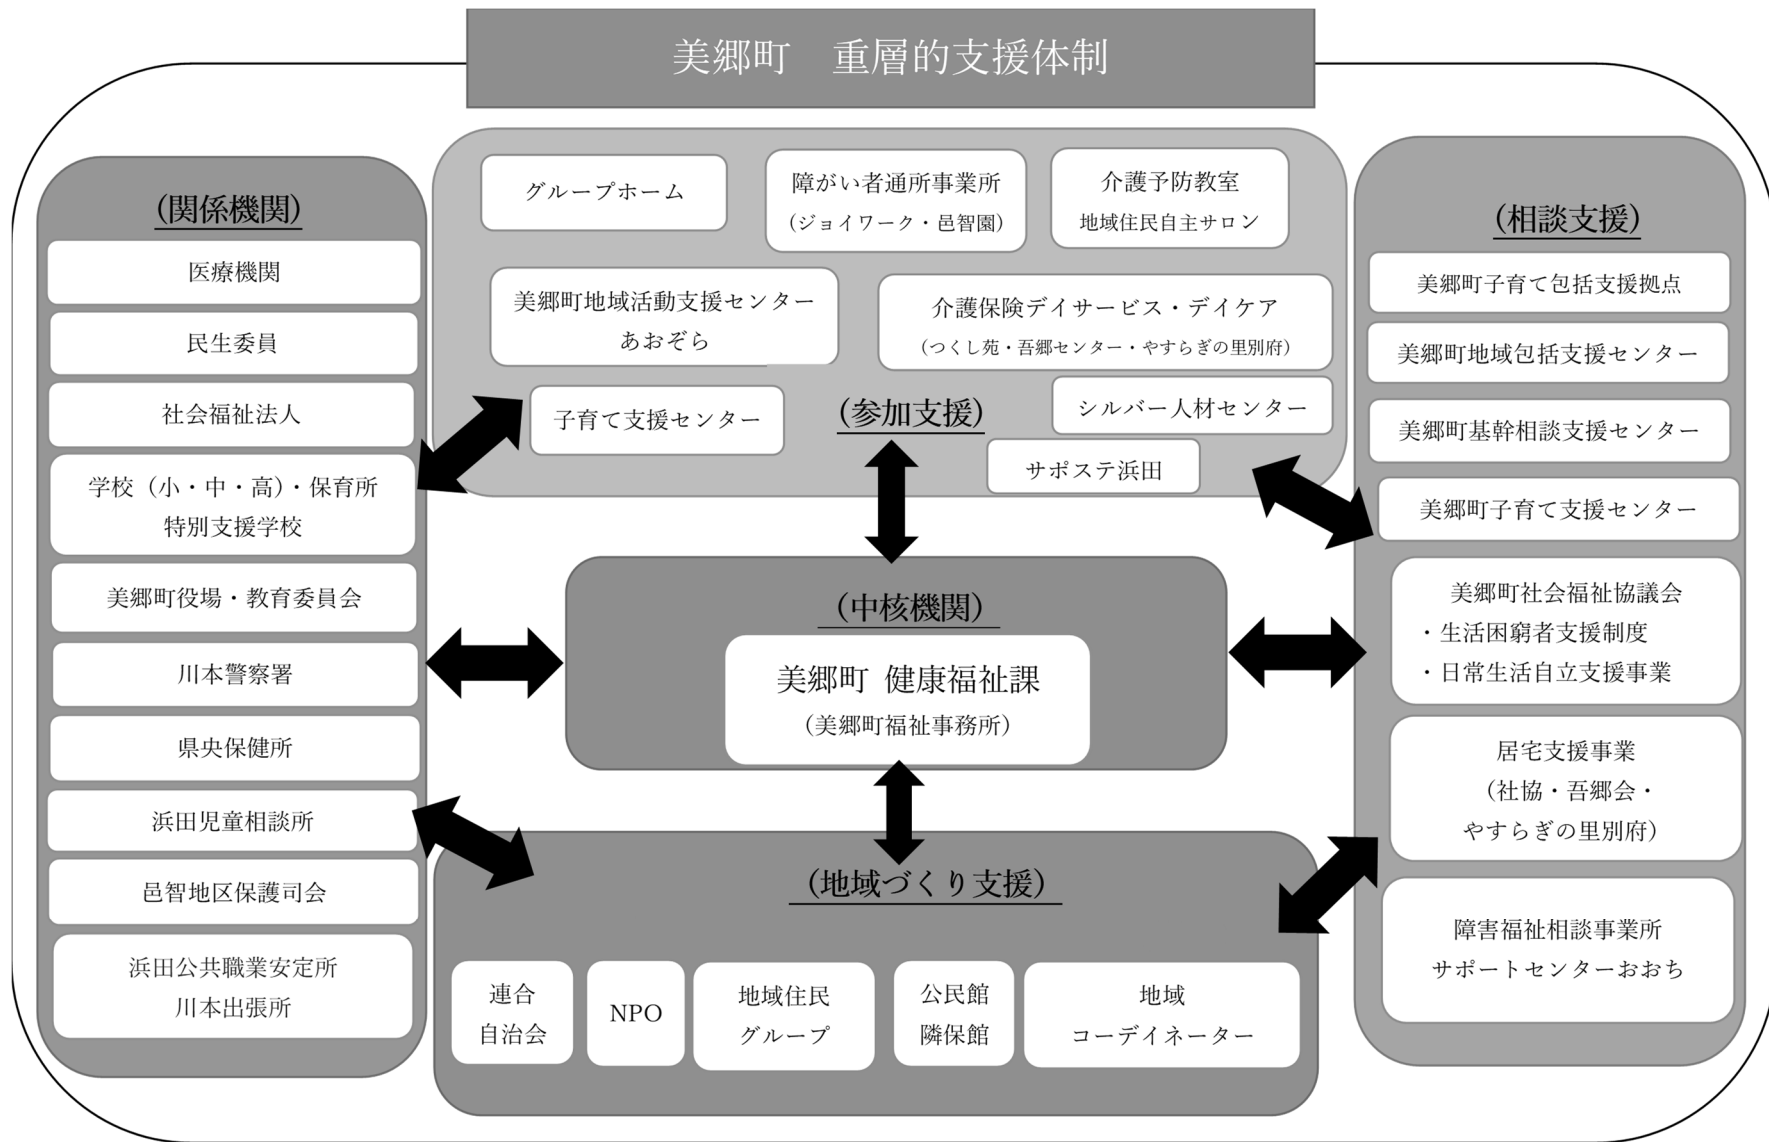 美郷町　重層的支援体制
(関係機関)
医療機関
民生委員
社会福祉法人
学校（小・中・高）・保育所
特別支援学校
美郷町役場・教育委員会
川本警察署
県央保健所
浜田児童相談所
邑智地区保護司会
浜田公共職業安定所
川本出張所
グループホーム
障がい者通所事業所
（ジョイワーク・邑智園）
介護予防教室
地域住民自主サロン
美郷町地域活動支援センター
あおぞら
介護保険デイサービス・デイケア
（つくし苑・吾郷センター・やすらぎの里別府）
子育て支援センター
(参加支援)
シルバー人材センター
サポステ浜田
(中核機関)
美郷町 健康福祉課
（美郷町福祉事務所）
(地域づくり支援)
連合
自治会
NPO
地域住民
グループ
公民館
隣保館
地域
コーデイネーター
(相談支援)
美郷町子育て包括支援拠点
美郷町地域包括支援センター
美郷町基幹相談支援センター
美郷町子育て支援センター
美郷町社会福祉協議会
・生活困窮者支援制度
・日常生活自立支援事業
居宅支援事業
（社協・吾郷会・
やすらぎの里別府）
障害福祉相談事業所
サポートセンターおおち